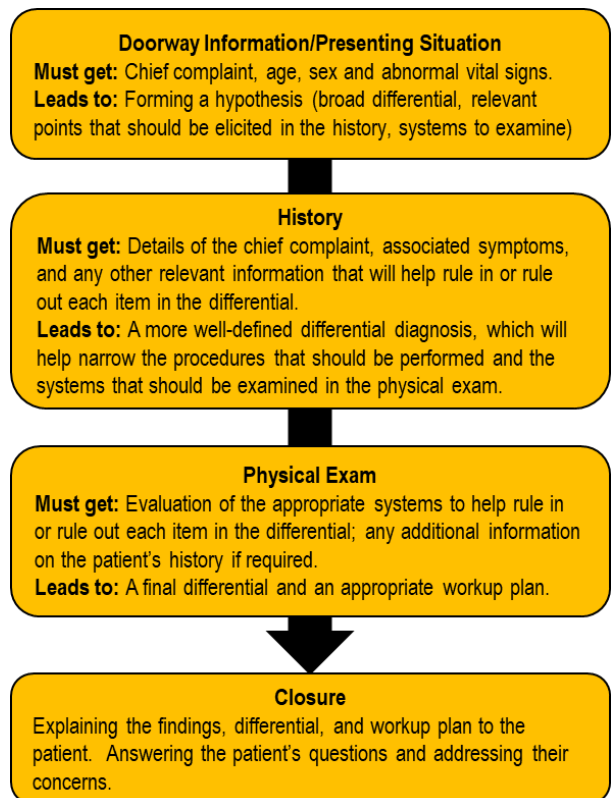 Doorway Information/Presenting Situation
Must get: Chief complaint, age, sex and abnormal vital signs.
Leads to: Forming a hypothesis (broad differential, relevant
points that should be elicited in the history, systems to examine)
History
Must get: Details of the chief complaint, associated symptoms,
and any other relevant information that will help rule in or rule
out each item in the differential.
Leads to: A more well-defined differential diagnosis, which will
help narrow the procedures that should be performed and the
systems that should be examined in the physical exam.
Physical Exam
Must get: Evaluation of the appropriate systems to help rule in
or rule out each item in the differential; any additional information
on the patient's history if required.
Leads to: A final differential and an appropriate workup plan.
Closure
Explaining the findings, differential, and workup plan to the
patient. Answering the patient's questions and addressing their
concerns.